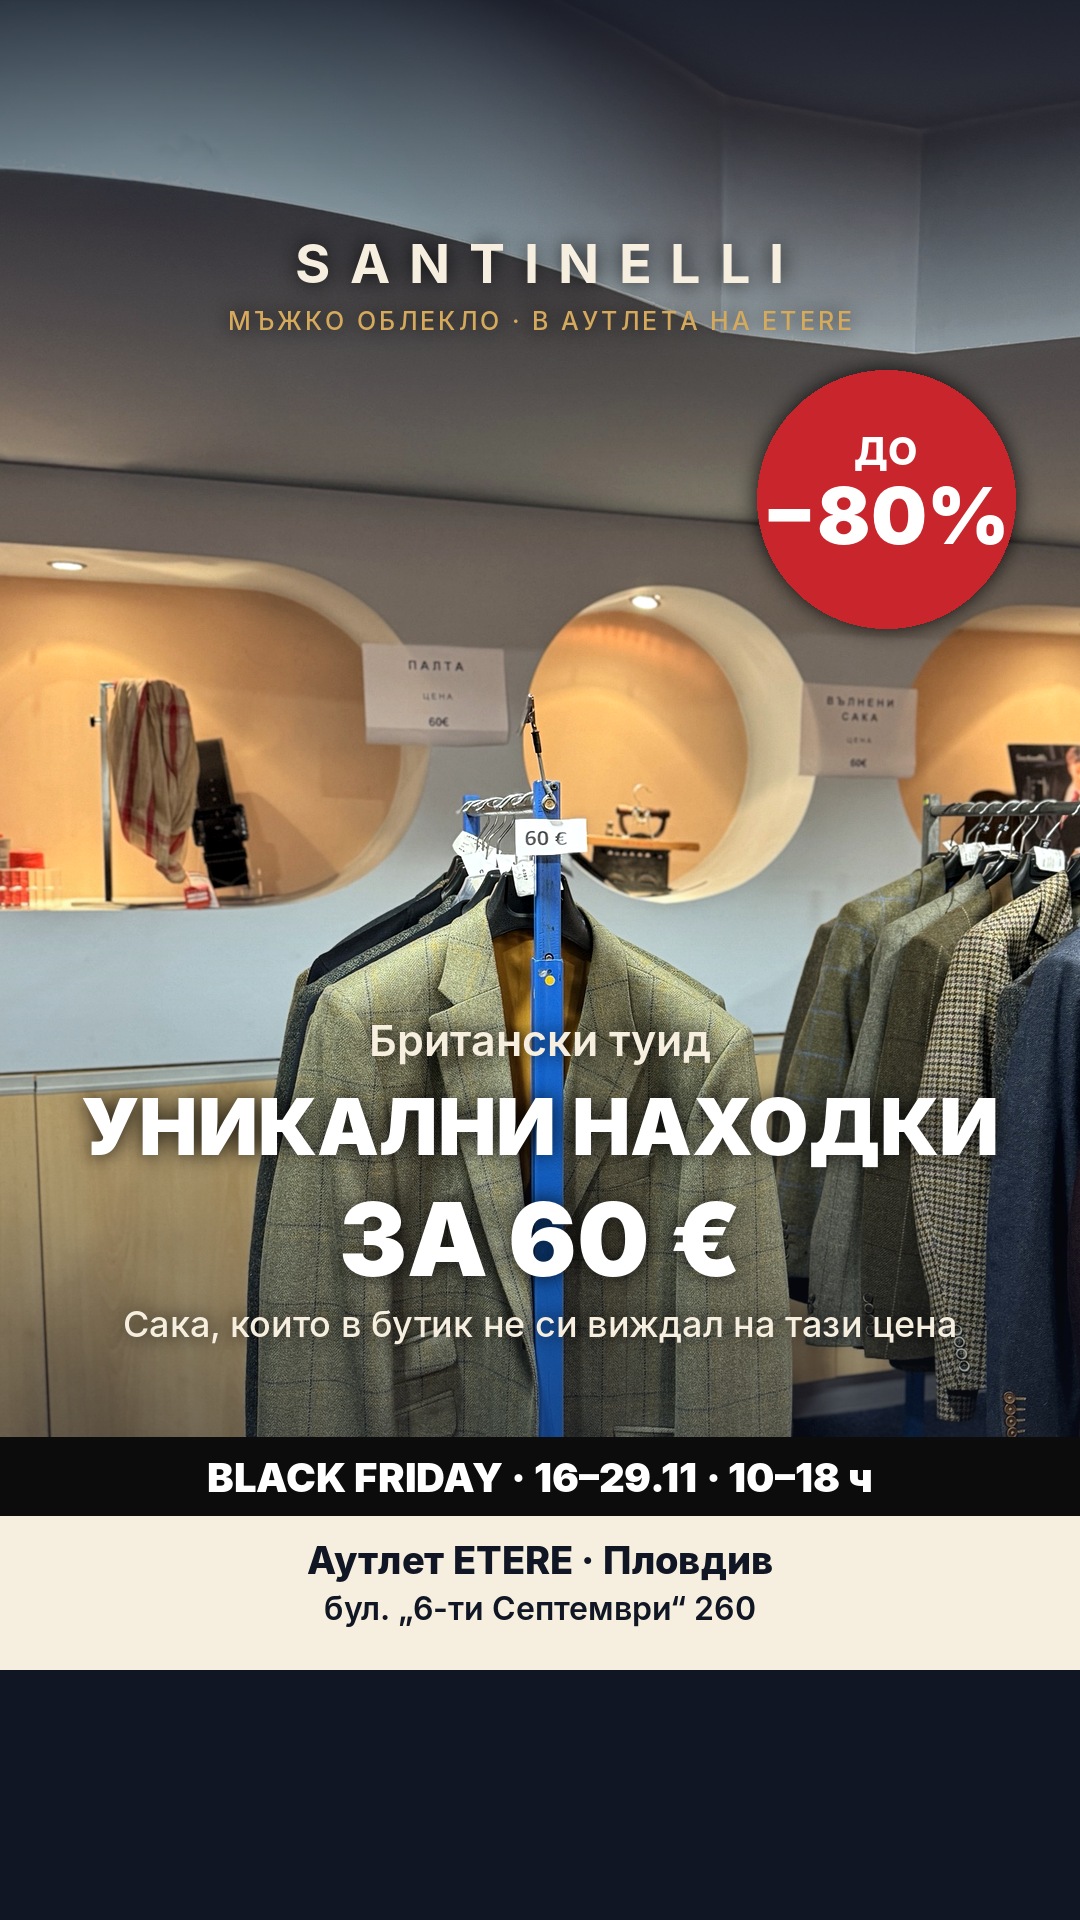 SANTINELLI
МЪЖКО ОБЛЕКЛО · В АУТЛЕТА НА ETERE
ДО
−80%
ПАЛТА
ЦЕНА
60€
ВЪЛНЕНИ
САКА
ЦЕНА
60€
60 €
Британски туид
УНИКАЛНИ НАХОДКИ
ЗА 60 €
Сака, които в бутик не си виждал на тази цена
BLACK FRIDAY · 16–29.11 · 10–18 ч
Аутлет ETERE · Пловдив
бул. „6-ти Септември“ 260